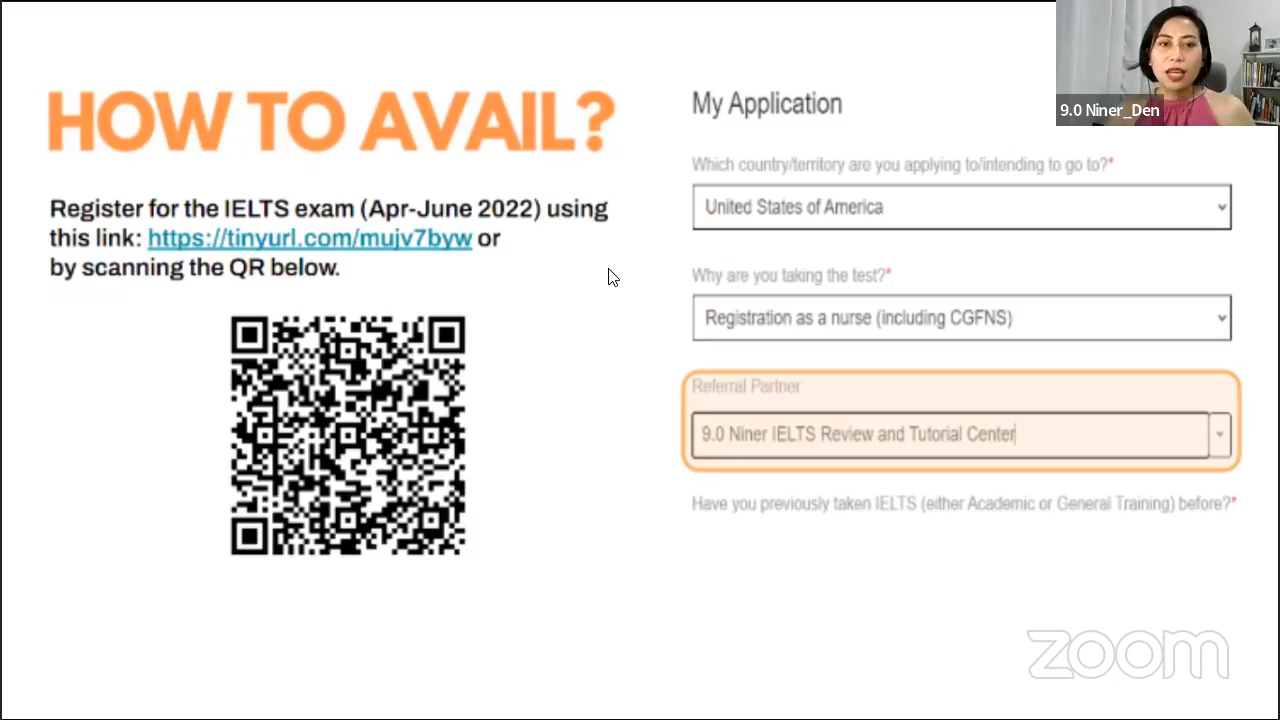 HOW TO AVAIL?
Register for the IELTS exam (Apr-June 2022) using
this link: https://tinyurl.com/mujv7byw or
by scanning the QR below.
My Application
Which country/territory are you applying to/intending to go to?*
United States of America
Why are you taking the test?*
Registration as a nurse (including CGFNS)
Referral Partner
9.0 Niner IELTS Review and Tutorial Center
Have you previously taken IELTS (either Academic or General Training) before?*
9.0 Niner_Den
zoom